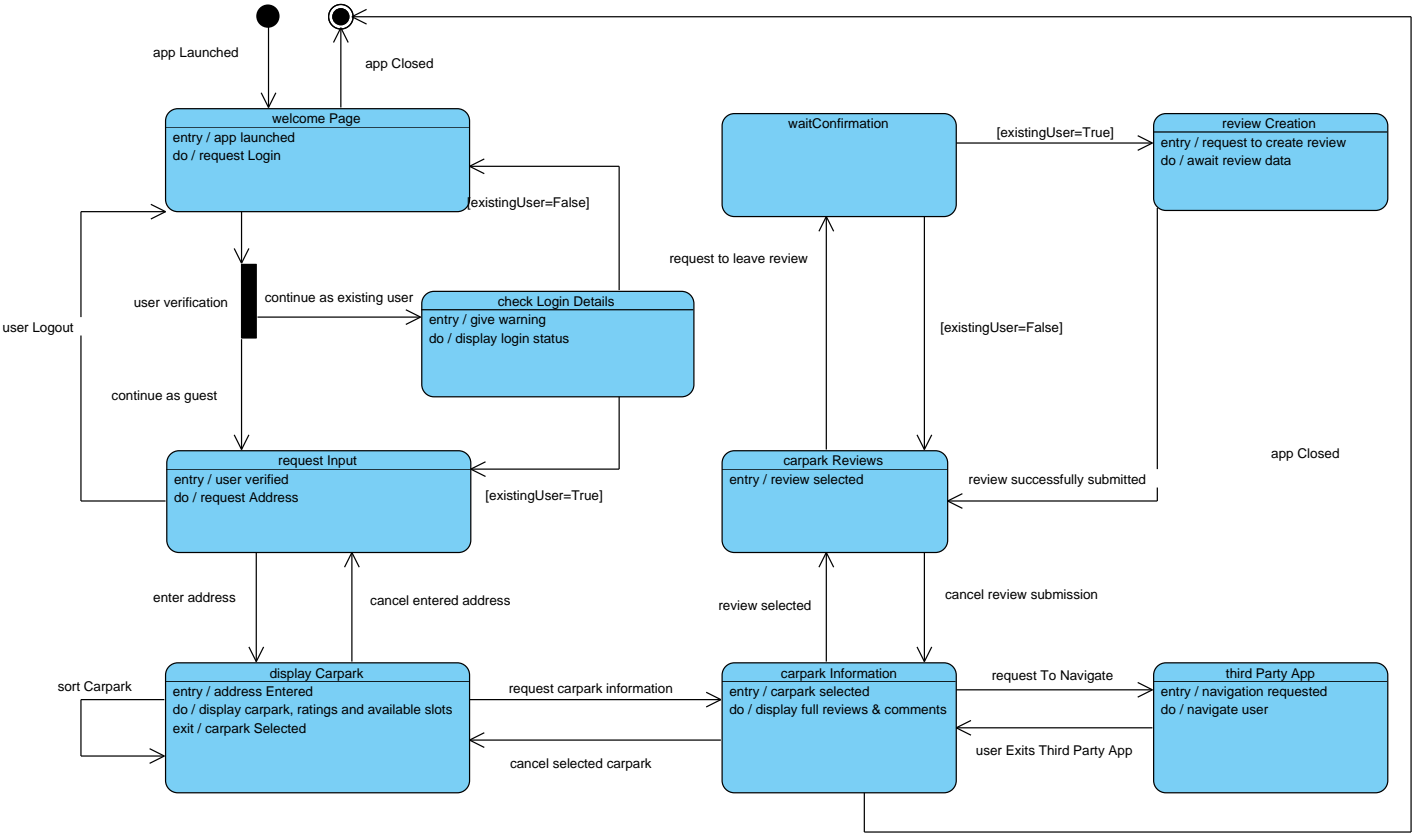 app Launched
app Closed
welcome Page
entry / app launched
do / request Login
waitConfirmation
[existingUser=True]
review Creation
entry / request to create review
do / await review data
[existingUser=False]
request to leave review
user verification
continue as existing user
check Login Details
entry / give warning
do / display login status
user Logout
[existingUser=False]
continue as guest
request Input
entry / user verified
do / request Address
[existingUser=True]
carpark Reviews
entry / review selected
review successfully submitted
app Closed
enter address
cancel entered address
review selected
cancel review submission
sort Carpark
display Carpark
entry / address Entered
do / display carpark, ratings and available slots
exit / carpark Selected
request carpark information
cancel selected carpark
carpark Information
entry / carpark selected
do / display full reviews & comments
request To Navigate
user Exits Third Party App
third Party App
entry / navigation requested
do / navigate user